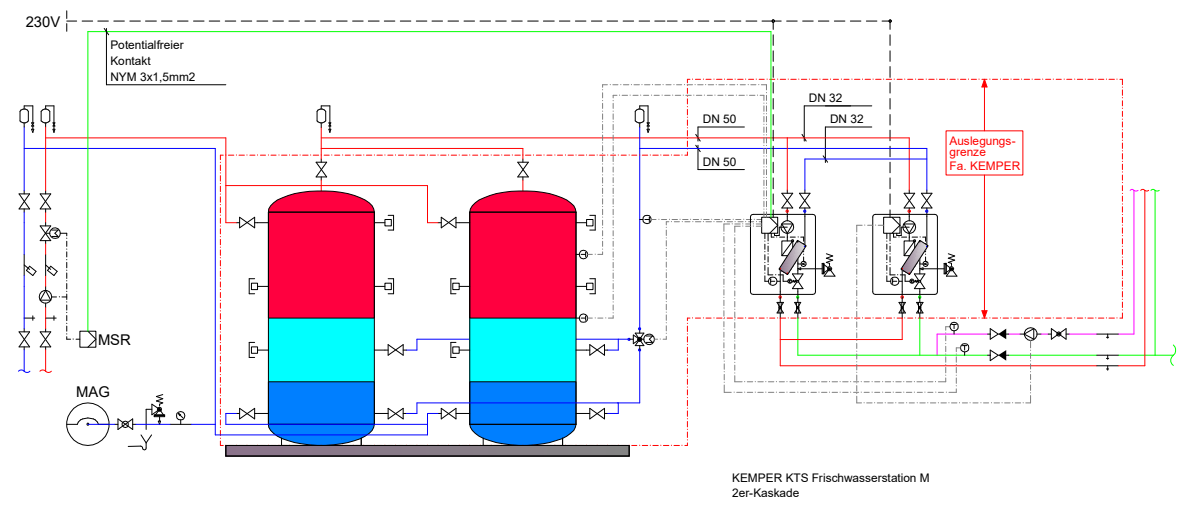 230V
Potentialfreier
Kontakt
NYM 3x1,5mm2
DN 50
DN 50
DN 32
DN 32
Auslegungs-
grenze
Fa. KEMPER
MSR
MAG
T
T
KEMPER KTS Frischwasserstation M
2er-Kaskade